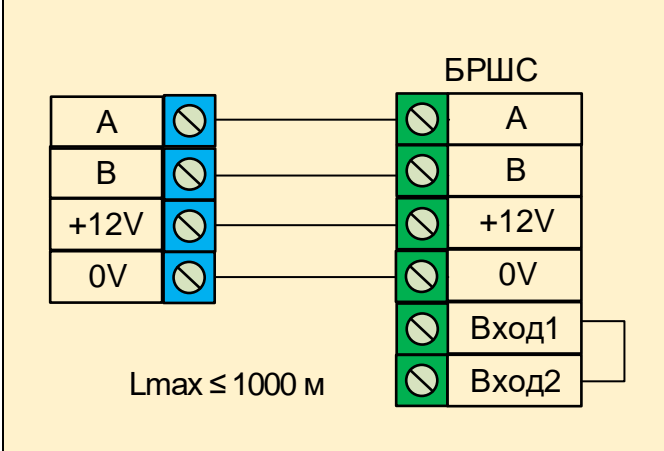 БРШС
A A
B B
+12V +12V
0V 0V
Вход1
Lmax ≤ 1000 м Вход2